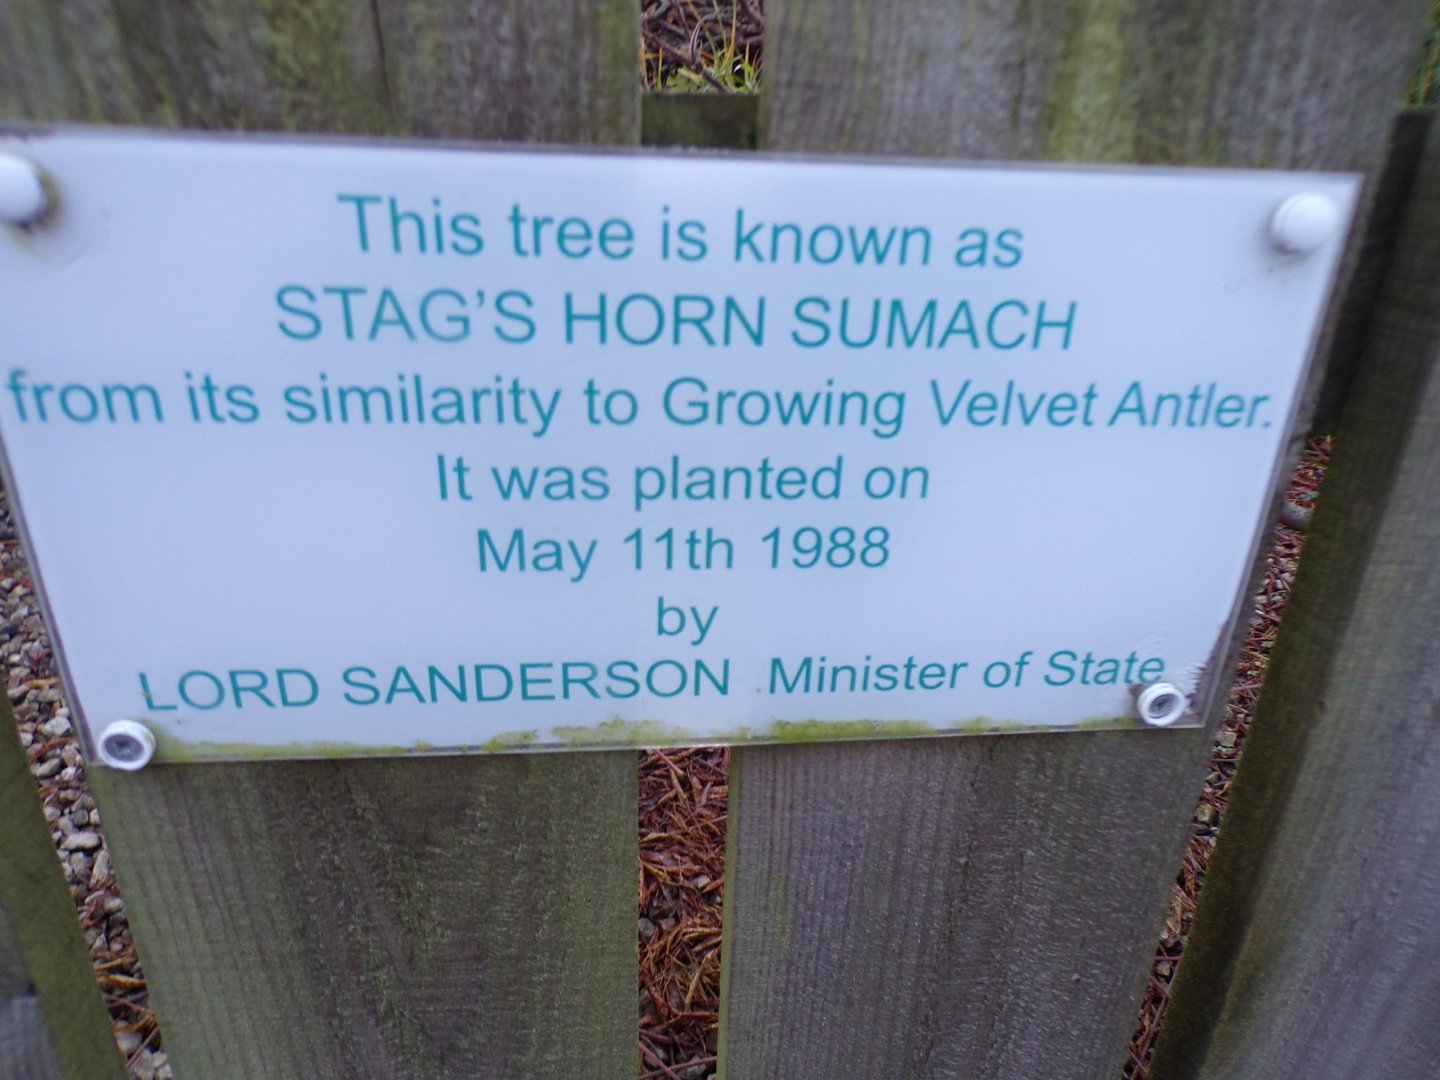 This tree is known as
STAG'S HORN SUMACH
from its similarity to Growing Velvet Antler.
It was planted on
May 11th 1988
by
LORD SANDERSON Minister of State